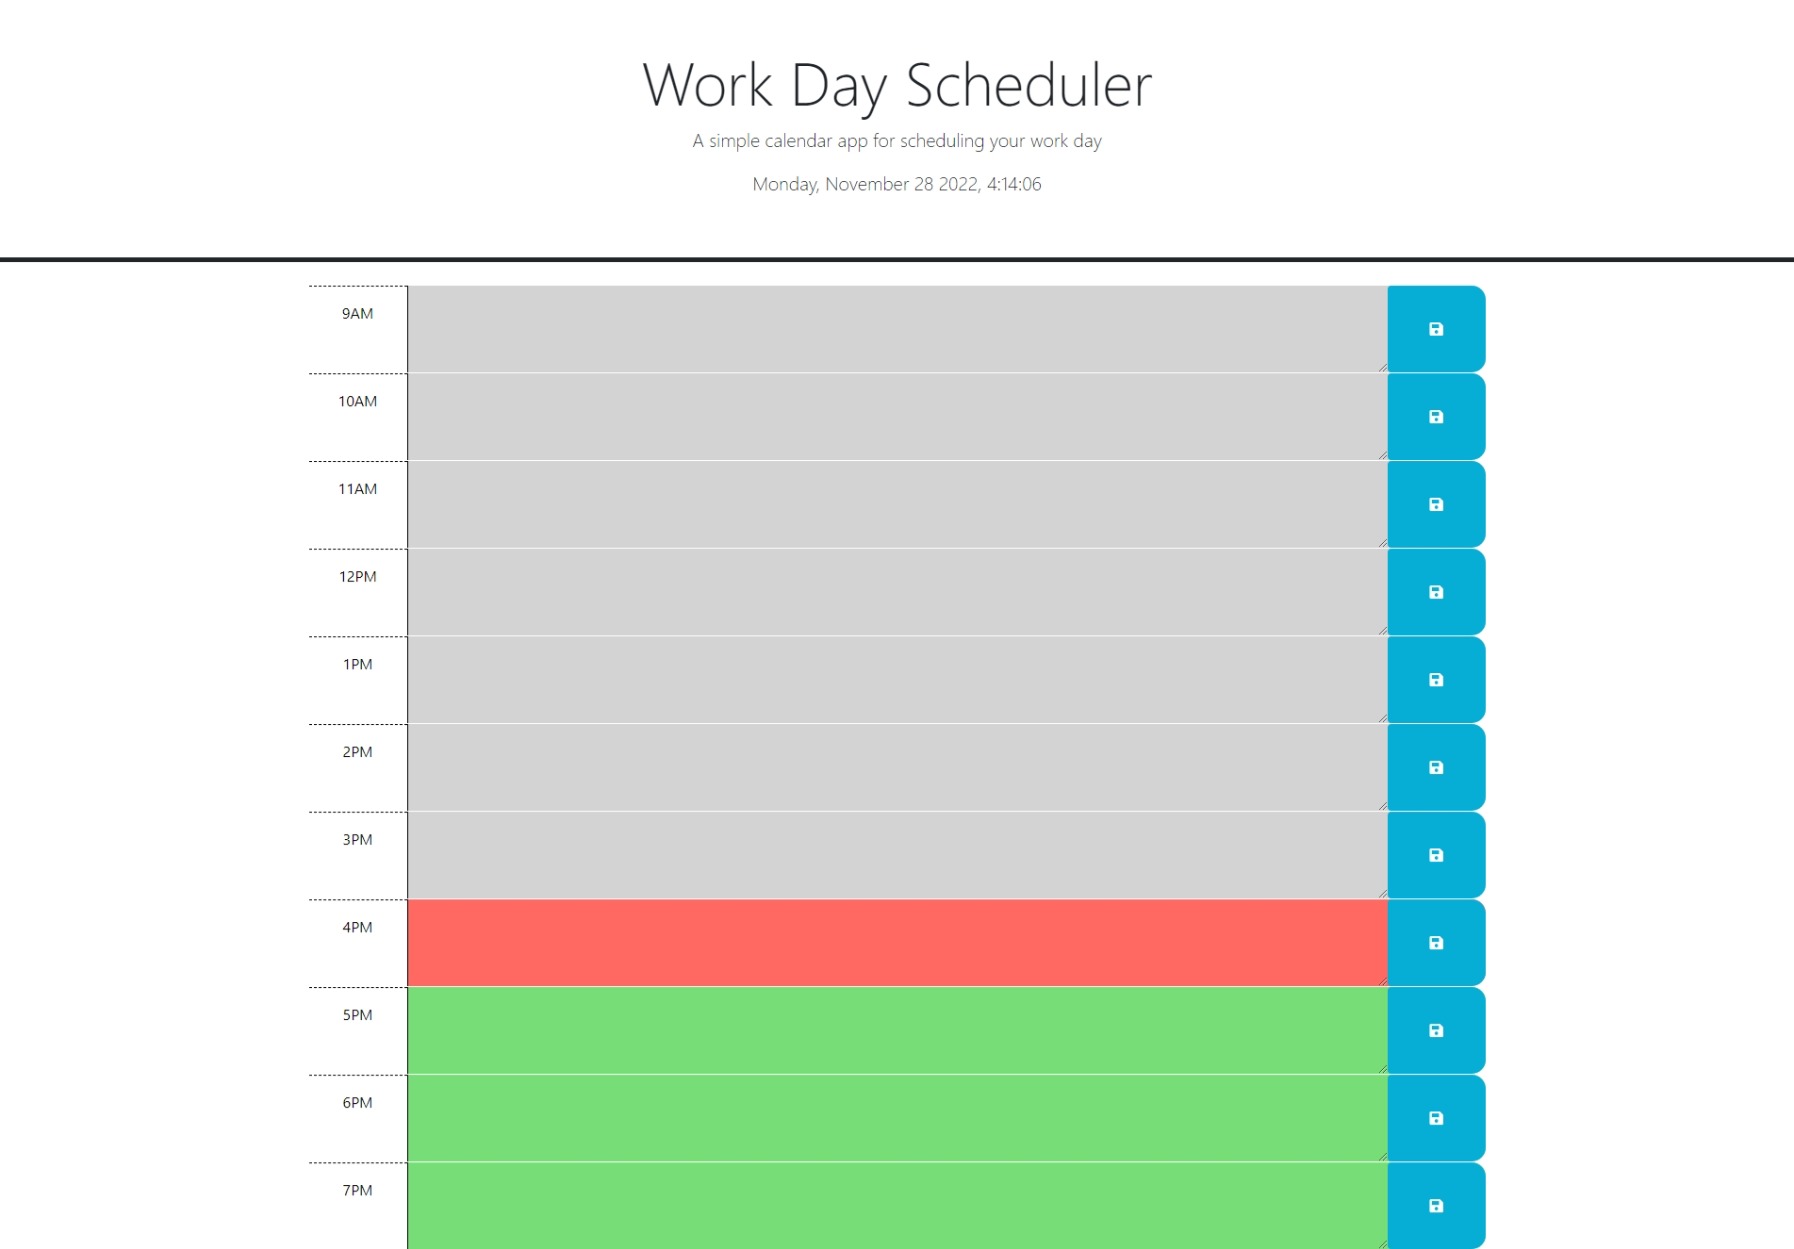 Work Day Scheduler
A simple calendar app for scheduling your work day
Monday, November 28 2022, 4:14:06
9AM
10AM
11AM
12PM
1PM
2PM
3PM
4PM
5PM
6PM
7PM